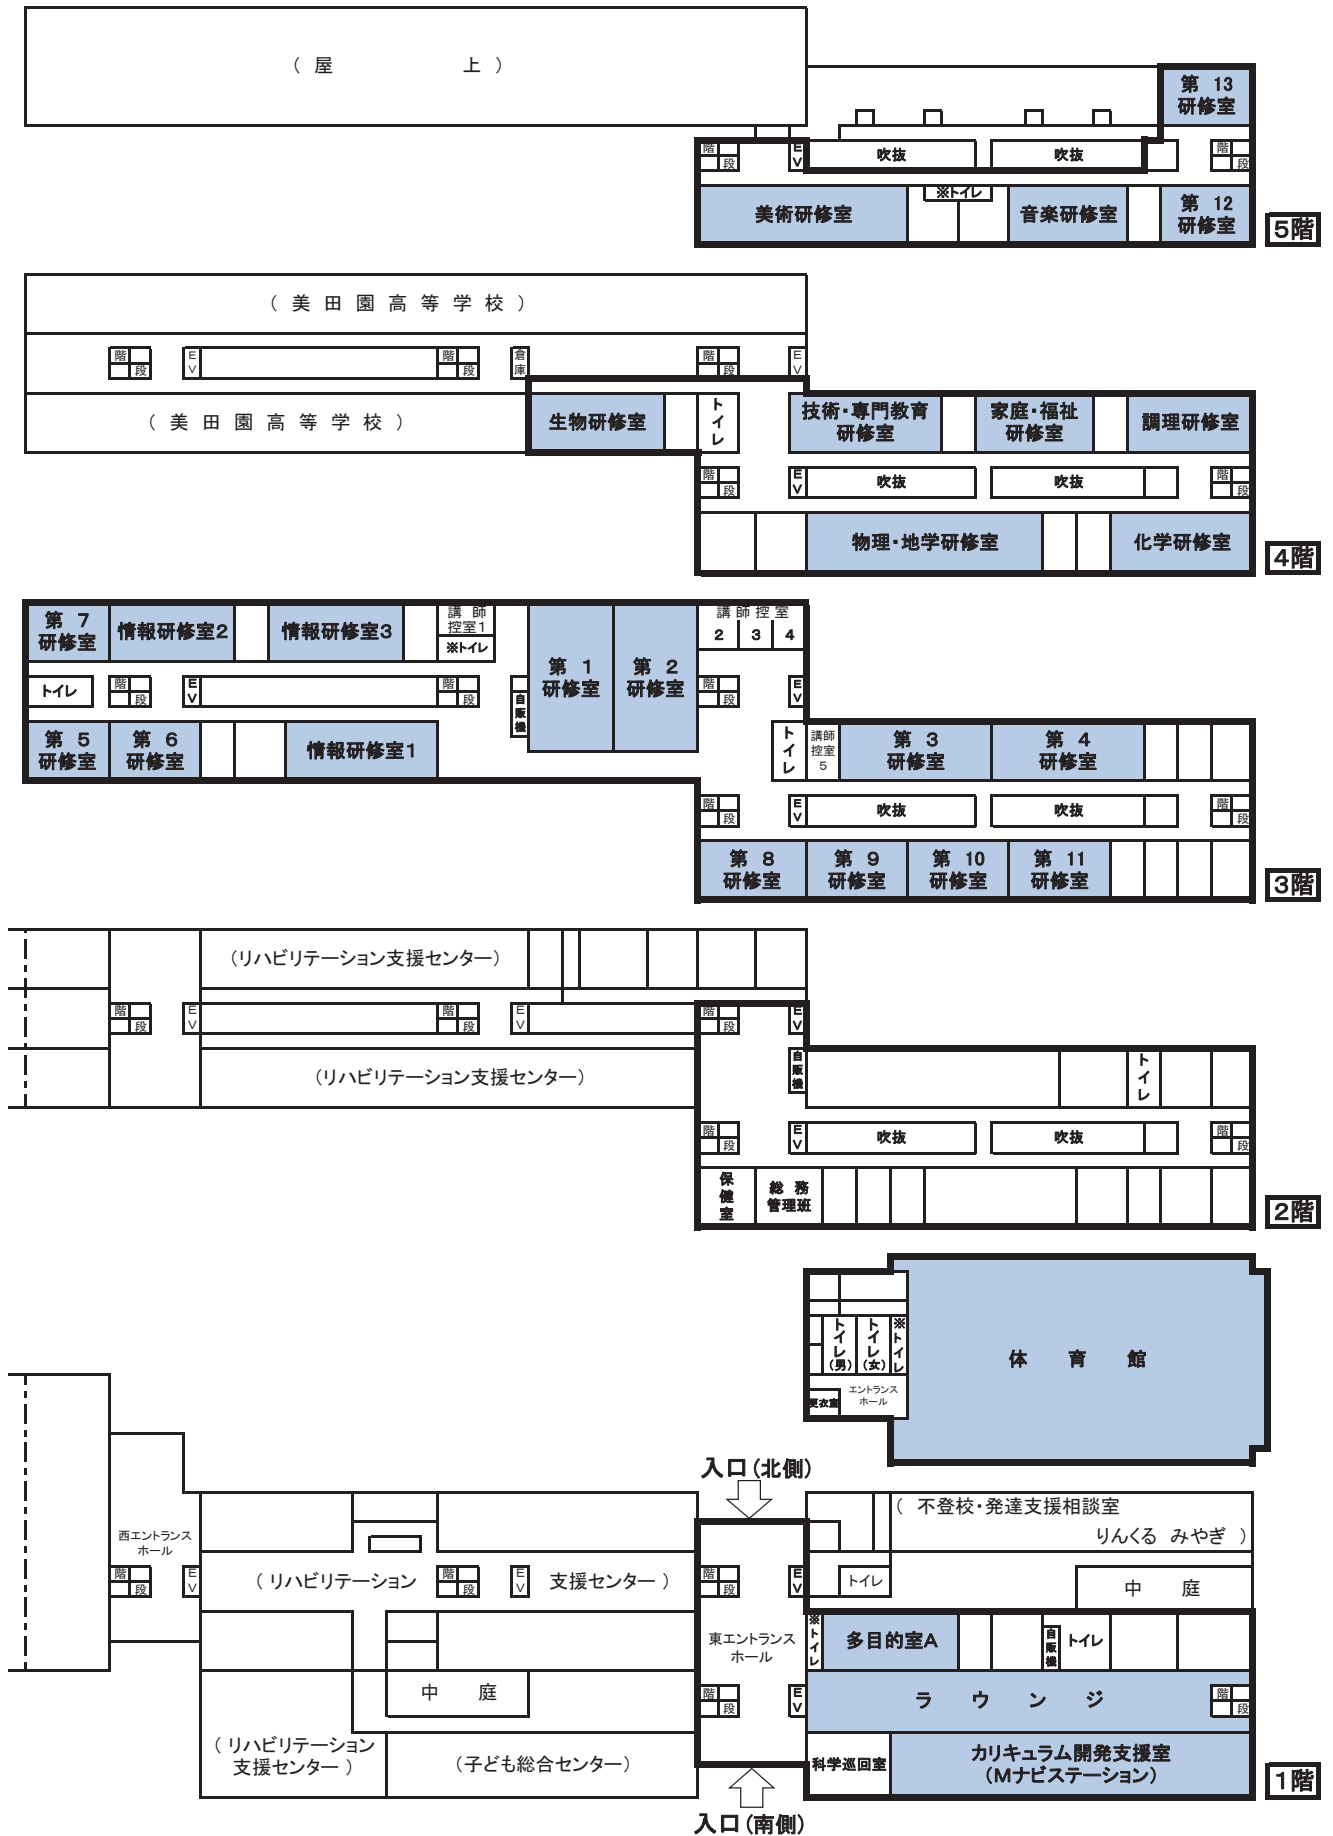 （ 屋 上 ）
第 13
研修室
階
段
EV
吹抜
吹抜
階
段
美術研修室
※トイレ
音楽研修室
第 12
研修室
5階
（ 美 田 園 高 等 学 校 ）
階
段
EV
階
段
倉庫
階
段
EV
（ 美 田 園 高 等 学 校 ）
生物研修室
トイレ
技術・専門教育
研修室
家庭・福祉
研修室
調理研修室
階
段
EV
吹抜
吹抜
階
段
物理・地学研修室
化学研修室
4階
第 7
研修室
情報研修室2
情報研修室3
講 師
控室1
※トイレ
第 1
研修室
第 2
研修室
講 師 控 室
2 3 4
トイレ
階
段
EV
階
段
自販機
階
段
EV
第 5
研修室
第 6
研修室
情報研修室1
トイレ
講師
控室
5
第 3
研修室
第 4
研修室
階
段
EV
吹抜
吹抜
階
段
第 8
研修室
第 9
研修室
第 10
研修室
第 11
研修室
3階
（リハビリテーション支援センター）
階
段
EV
階
段
EV
階
段
EV
（リハビリテーション支援センター）
自販機
トイレ
階
段
EV
吹抜
吹抜
階
段
保健室
総 務
管理班
2階
トイレ(男)
トイレ(女)
※トイレ
体 育 館
更衣室
エントランス
ホール
入口(北側)
（ 不登校・発達支援相談室
りんくる みやぎ ）
西エントランス
ホール
階
段
EV
（ リハビリテーション
階
段
EV
支援センター ）
階
段
EV
トイレ
中 庭
東エントランス
ホール
※トイレ
多目的室A
自販機
トイレ
中 庭
階
段
EV
ラ ウ ン ジ
階
段
（ リハビリテーション
支援センター ）
（子ども総合センター）
科学巡回室
カリキュラム開発支援室
（Mナビステーション）
1階
入口(南側)